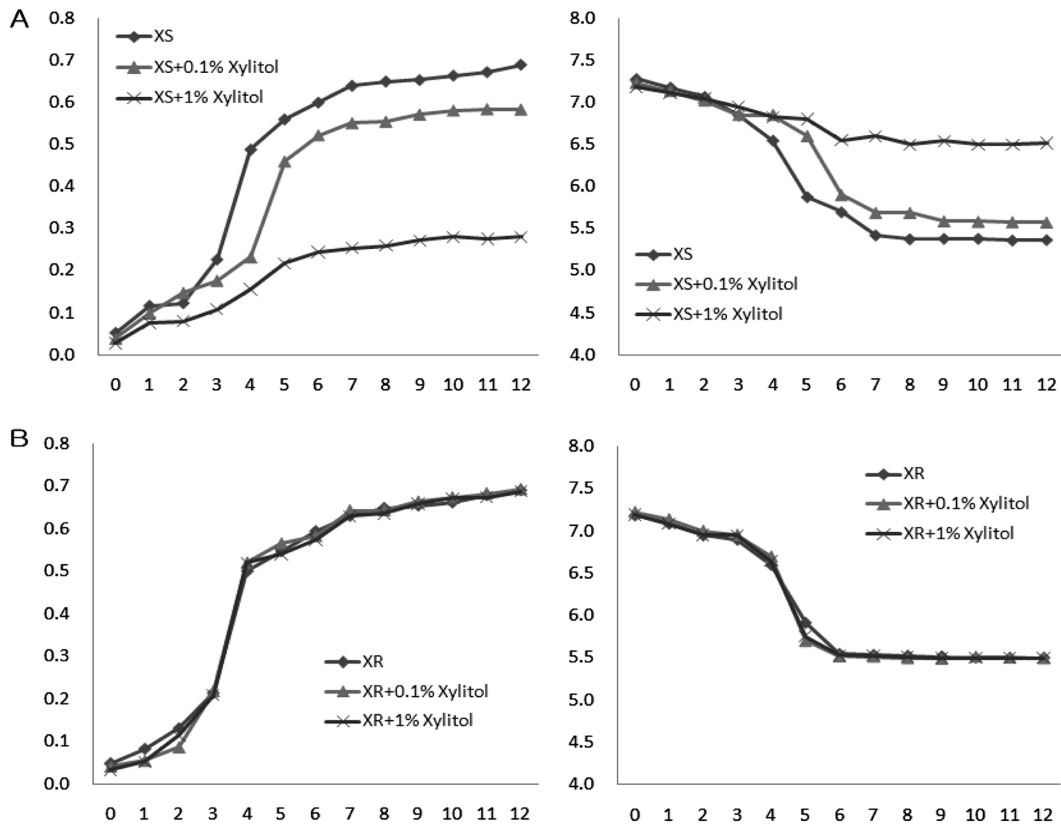 A
0.8
0.7
0.6
0.5
0.4
0.3
0.2
0.1
0.0
XS
XS+0.1% Xylitol
XS+1% Xylitol
0 1 2 3 4 5 6 7 8 9 10 11 12
8.0
7.5
7.0
6.5
6.0
5.5
5.0
4.5
4.0
XS
XS+0.1% Xylitol
XS+1% Xylitol
0 1 2 3 4 5 6 7 8 9 10 11 12
B
0.8
0.7
0.6
0.5
0.4
0.3
0.2
0.1
0.0
XR
XR+0.1% Xylitol
XR+1% Xylitol
0 1 2 3 4 5 6 7 8 9 10 11 12
8.0
7.5
7.0
6.5
6.0
5.5
5.0
4.5
4.0
XR
XR+0.1% Xylitol
XR+1% Xylitol
0 1 2 3 4 5 6 7 8 9 10 11 12